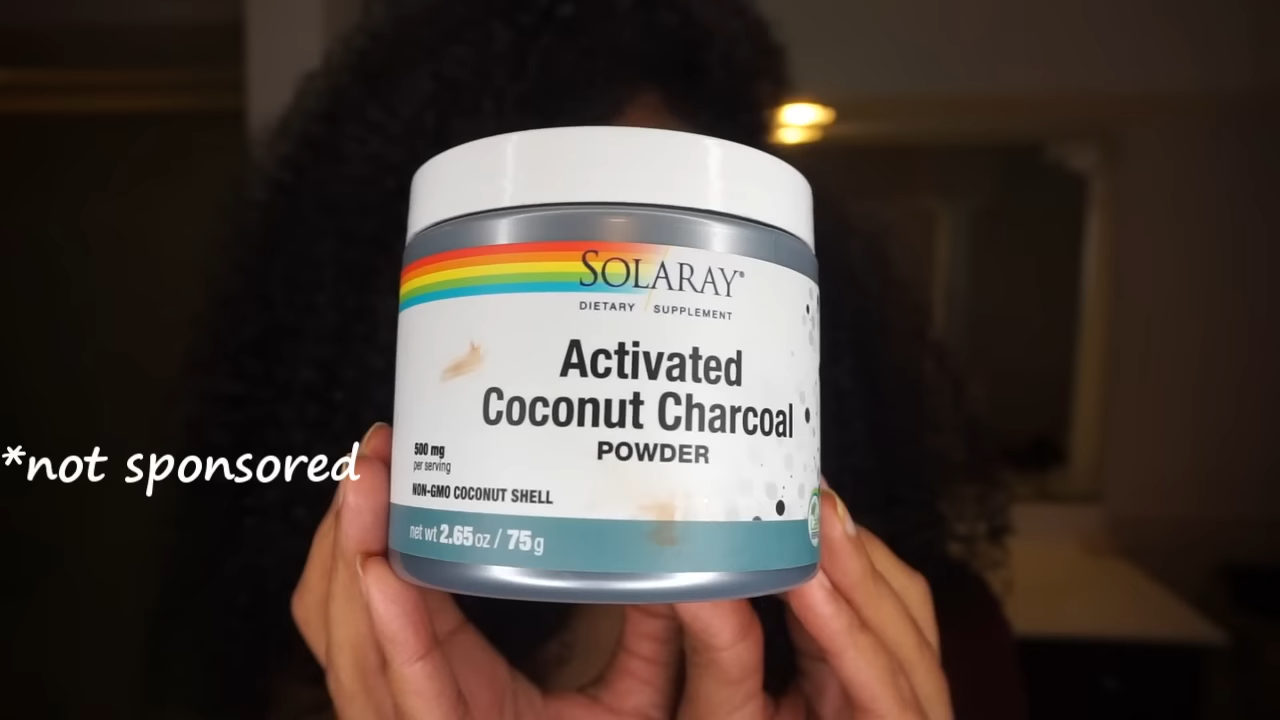 SOLARAY®
DIETARY SUPPLEMENT
Activated
Coconut Charcoal
POWDER
500 mg
per serving
NON-GMO COCONUT SHELL
net wt 2.65 oz / 75 g
*not sponsored